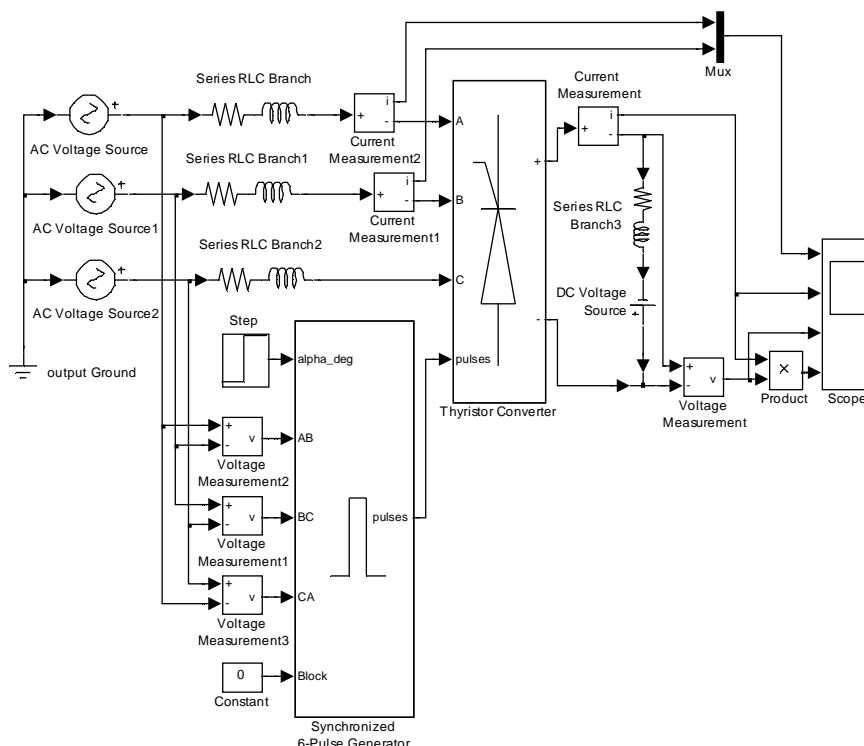 Series RLC Branch
AC Voltage Source
+
+
i
-
Current
Measurement2
Series RLC Branch1
AC Voltage Source1
+
+
i
-
Current
Measurement1
Series RLC Branch2
AC Voltage Source2
+
output Ground
A
B
C
pulses
+
-
Thyristor Converter
Mux
Current
Measurement
+
i
-
Series RLC
Branch3
DC Voltage
Source
+
+
-
v
Voltage
Measurement
×
Product
Scope
Step
alpha_deg
AB
BC
CA
Block
pulses
+
-
v
Voltage
Measurement2
+
-
v
Voltage
Measurement1
+
-
v
Voltage
Measurement3
0
Constant
Synchronized
6-Pulse Generator